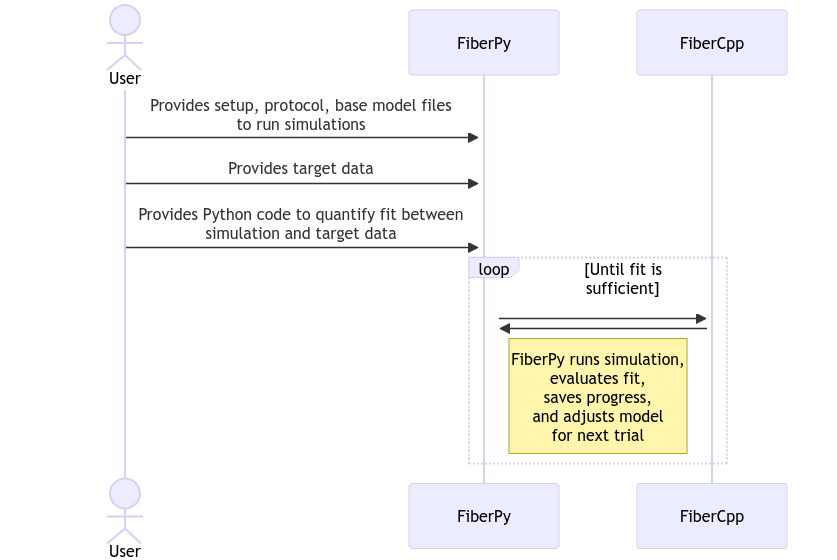 FiberPy
FiberCpp
User
Provides setup, protocol, base model files
to run simulations
Provides target data
Provides Python code to quantify fit between
simulation and target data
loop
[Until fit is
sufficient]
FiberPy runs simulation,
evaluates fit,
saves progress,
and adjusts model
for next trial
FiberPy
FiberCpp
User